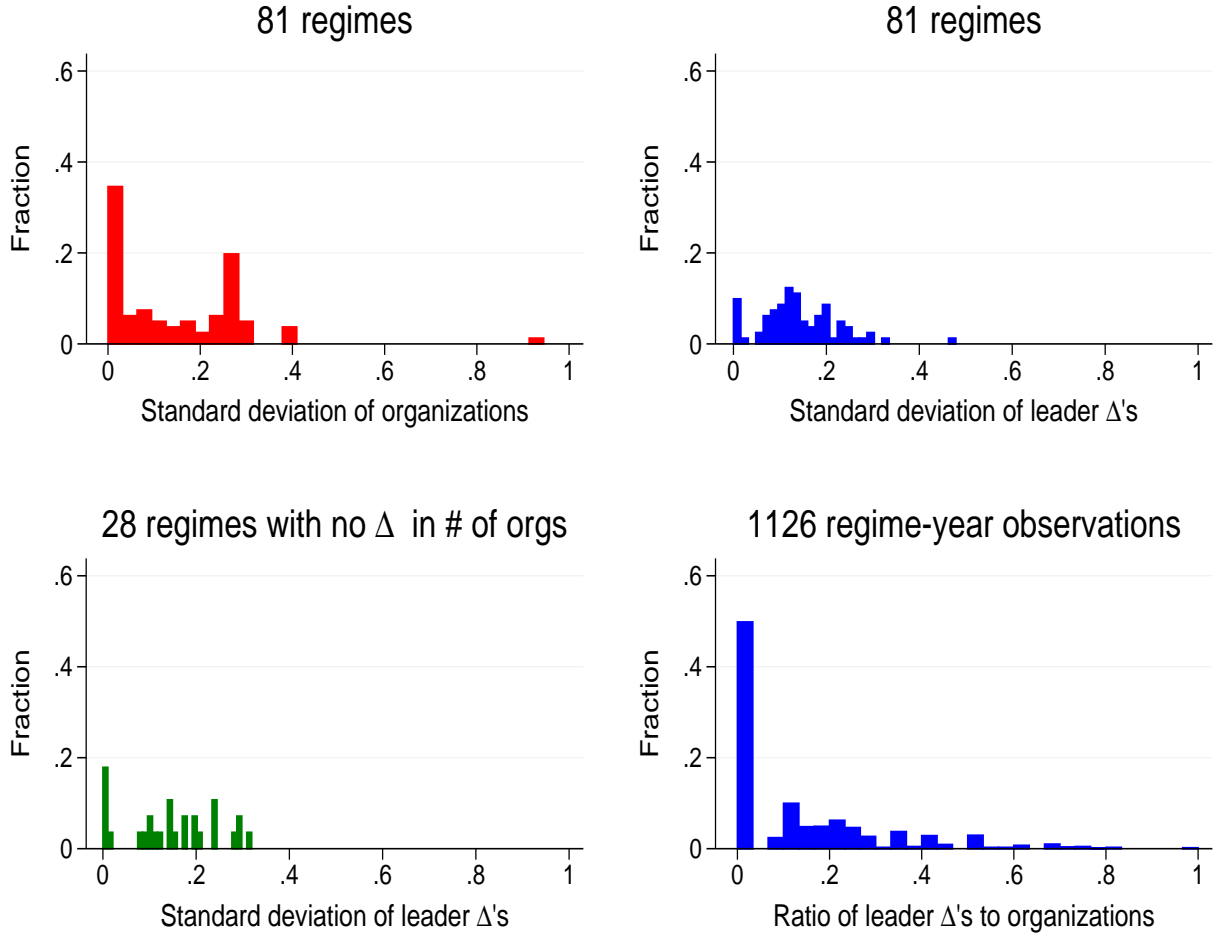 81 regimes
.6
.4
.2
0
Fraction
0 .2 .4 .6 .8 1
Standard deviation of organizations
81 regimes
.6
.4
.2
0
Fraction
0 .2 .4 .6 .8 1
Standard deviation of leader Δ's
28 regimes with no Δ in # of orgs
.6
.4
.2
0
Fraction
0 .2 .4 .6 .8 1
Standard deviation of leader Δ's
1126 regime-year observations
.6
.4
.2
0
Fraction
0 .2 .4 .6 .8 1
Ratio of leader Δ's to organizations